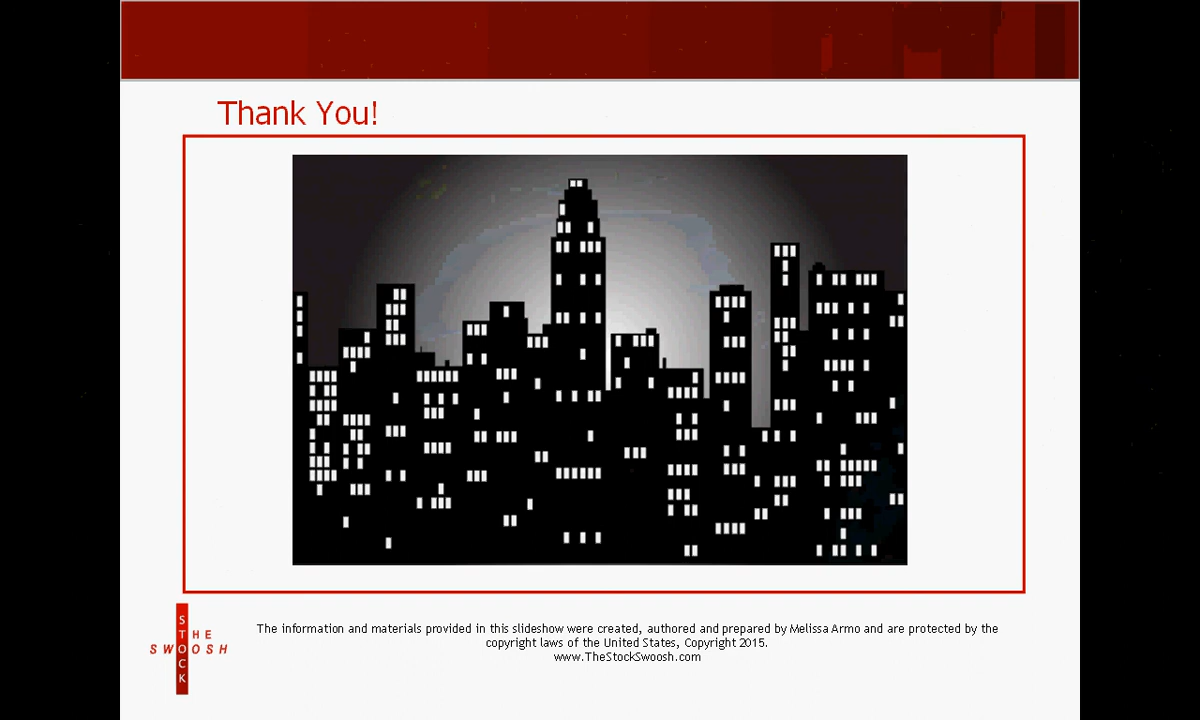 Thank You!
THE
STOCK
SWOOSH
The information and materials provided in this slideshow were created, authored and prepared by Melissa Armo and are protected by the
copyright laws of the United States, Copyright 2015.
www.TheStockSwoosh.com